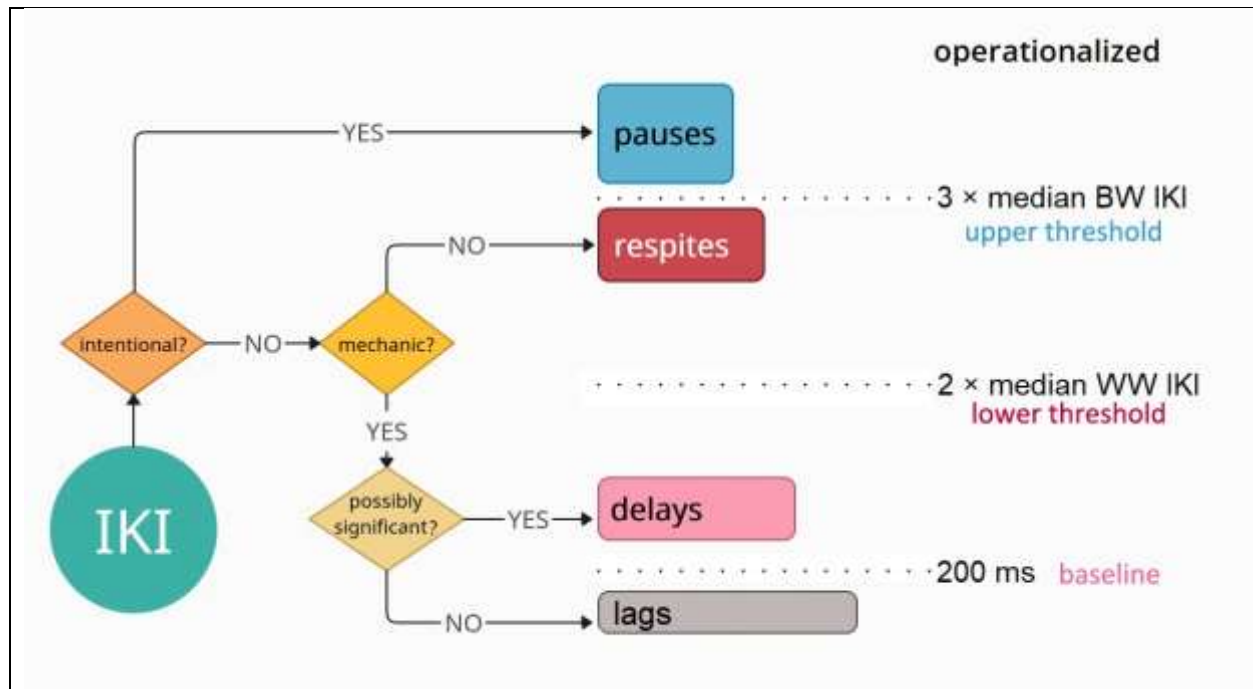 operationalized
YES
pauses
3 × median BW IKI
upper threshold
NO
respites
intentional?
NO
mechanic?
2 × median WW IKI
lower threshold
YES
IKI
possibly
significant?
YES
delays
200 ms baseline
NO
lags